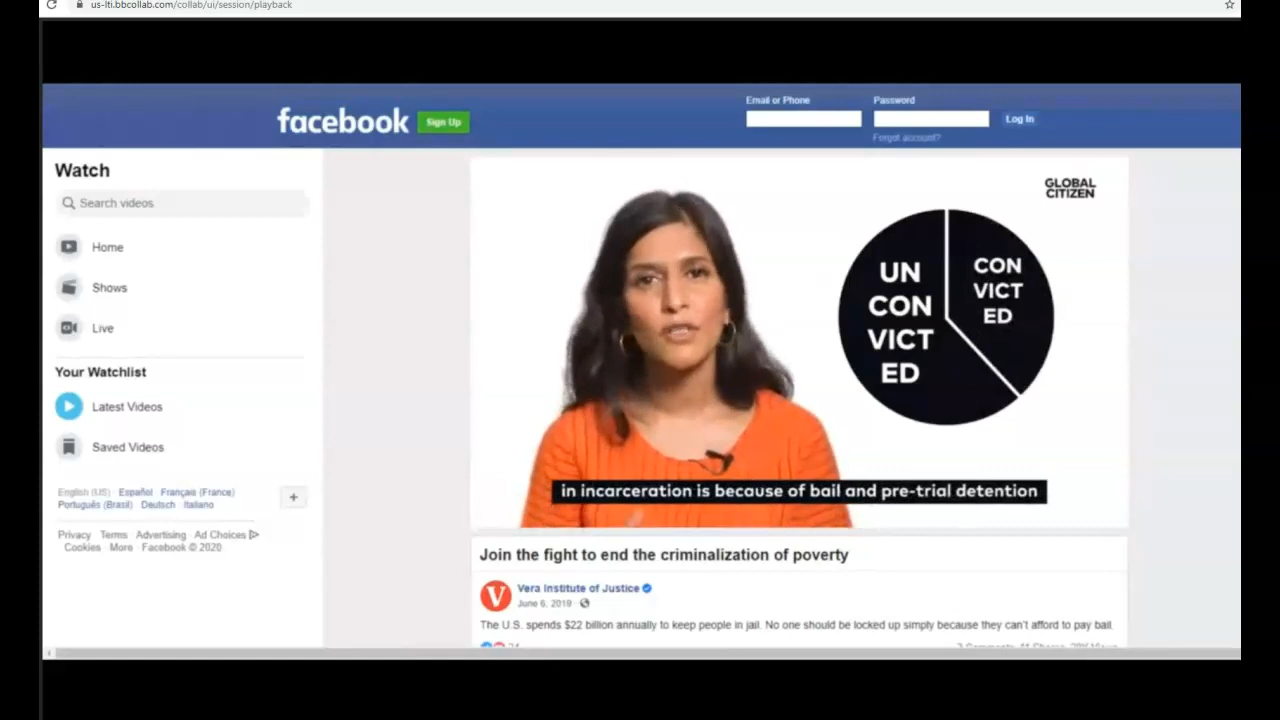 us-lti.bbcollab.com/collab/ui/session/playback
facebook
Sign Up
Email or Phone
Password
Log In
Forgot account?
Watch
Search videos
Home
Shows
Live
Your Watchlist
Latest Videos
Saved Videos
English (US) Español Français (France)
Português (Brasil) Deutsch Italiano
Privacy Terms Advertising Ad Choices
Cookies More Facebook © 2020
GLOBAL
CITIZEN
UN
CON
VICT
ED
CON
VICT
ED
in incarceration is because of bail and pre-trial detention
Join the fight to end the criminalization of poverty
Vera Institute of Justice
June 6, 2019 ·
The U.S. spends $22 billion annually to keep people in jail. No one should be locked up simply because they can't afford to pay bail.